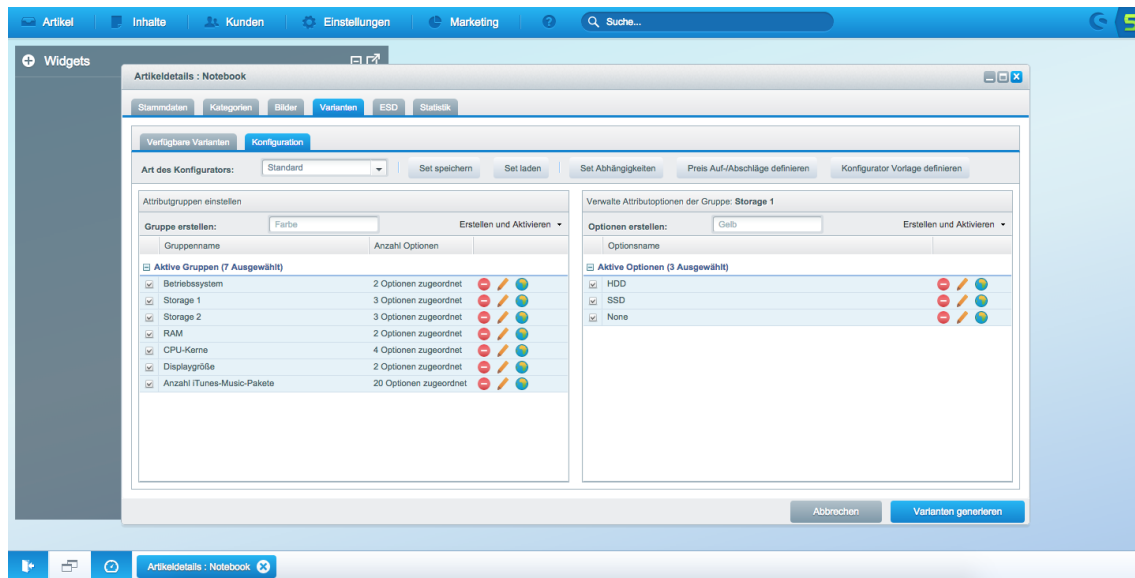 Artikel Inhalte Kunden Einstellungen Marketing Suche...
Widgets
Artikeldetails : Notebook
Stammdaten Kategorien Bilder Varianten ESD Statistik
Verfügbare Varianten Konfiguration
Art des Konfigurators: Standard Set speichern Set laden Set Abhängigkeiten Preis Auf-/Abschläge definieren Konfigurator Vorlage definieren
Attributgruppen einstellen
Gruppe erstellen: Farbe Erstellen und Aktivieren
Gruppenname Anzahl Optionen
Aktive Gruppen (7 Ausgewählt)
Betriebssystem 2 Optionen zugeordnet
Storage 1 3 Optionen zugeordnet
Storage 2 3 Optionen zugeordnet
RAM 2 Optionen zugeordnet
CPU-Kerne 4 Optionen zugeordnet
Displaygröße 2 Optionen zugeordnet
Anzahl iTunes-Music-Pakete 20 Optionen zugeordnet
Verwalte Attributoptionen der Gruppe: Storage 1
Optionen erstellen: Gelb Erstellen und Aktivieren
Optionsname
Aktive Optionen (3 Ausgewählt)
HDD
SSD
None
Abbrechen Varianten generieren
Artikeldetails : Notebook